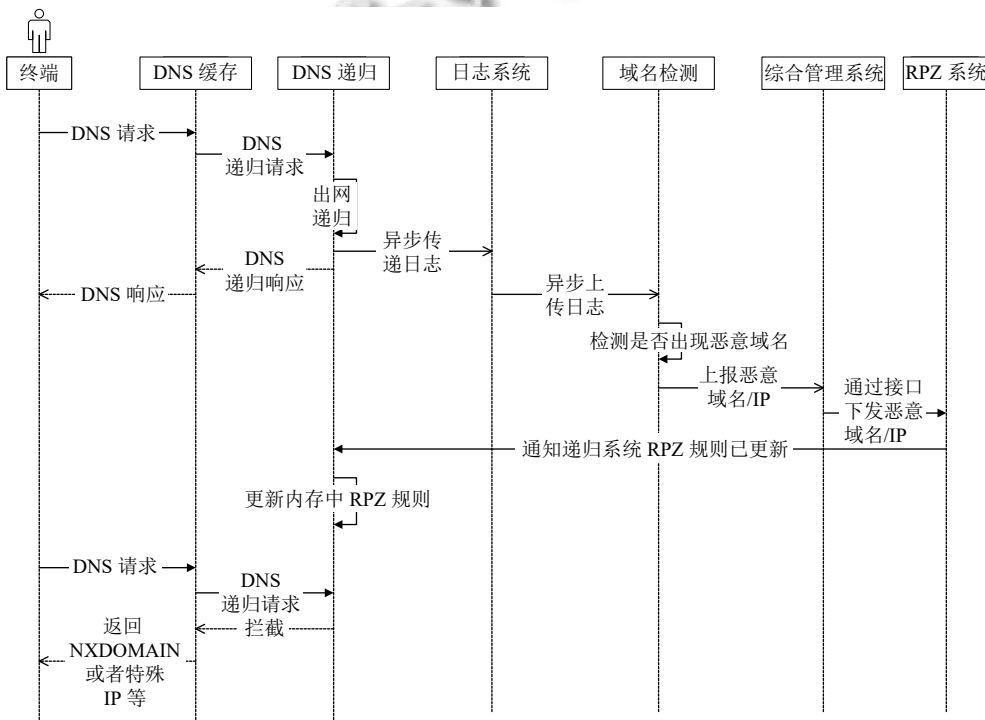 终端
DNS 缓存
DNS 递归
日志系统
域名检测
综合管理系统
RPZ 系统
DNS 请求
DNS
递归请求
出网
递归
异步传
递日志
DNS
递归响应
DNS 响应
异步上
传日志
检测是否出现恶意域名
上报恶意
域名/IP
通过接口
下发恶意
域名/IP
通知递归系统 RPZ 规则已更新
更新内存中 RPZ 规则
DNS 请求
DNS
递归请求
拦截
返回
NXDOMAIN
或者特殊
IP 等